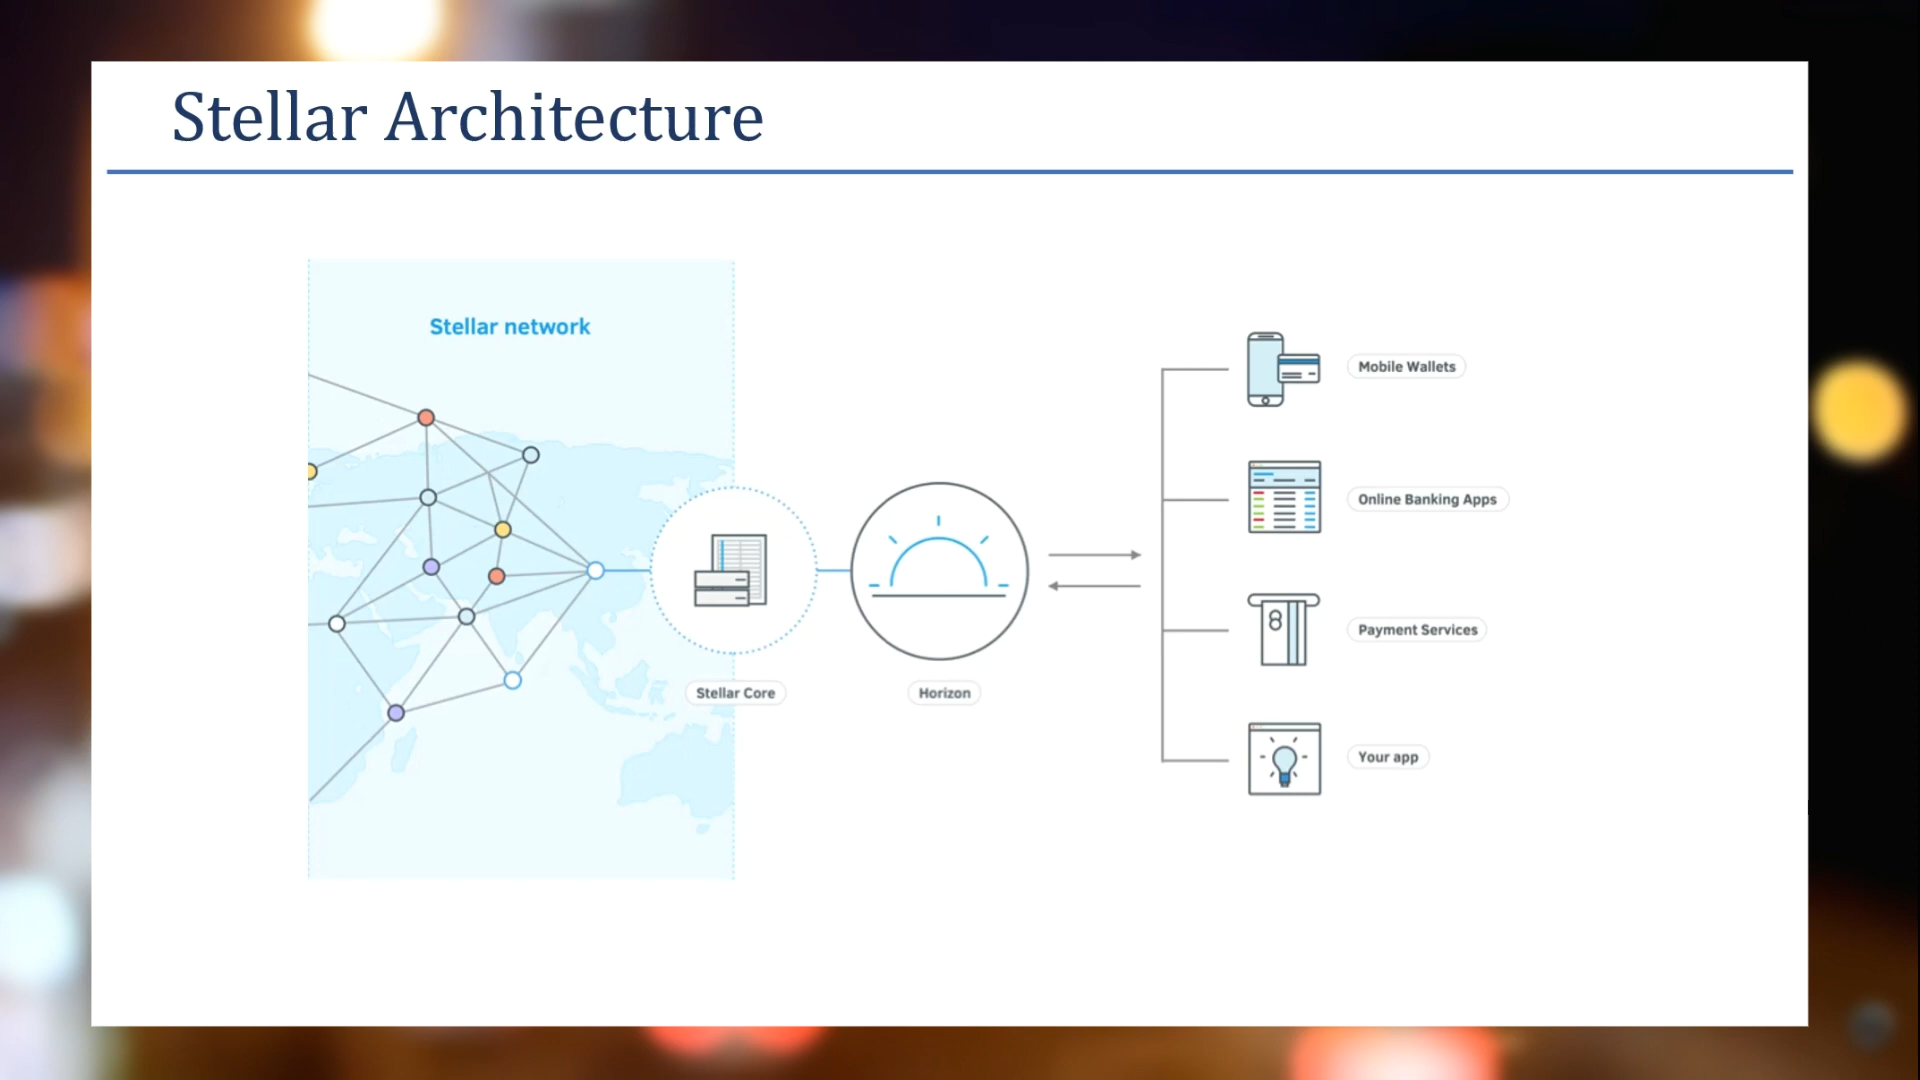 Stellar Architecture
Stellar network
Mobile Wallets
Online Banking Apps
Payment Services
Stellar Core
Horizon
Your app